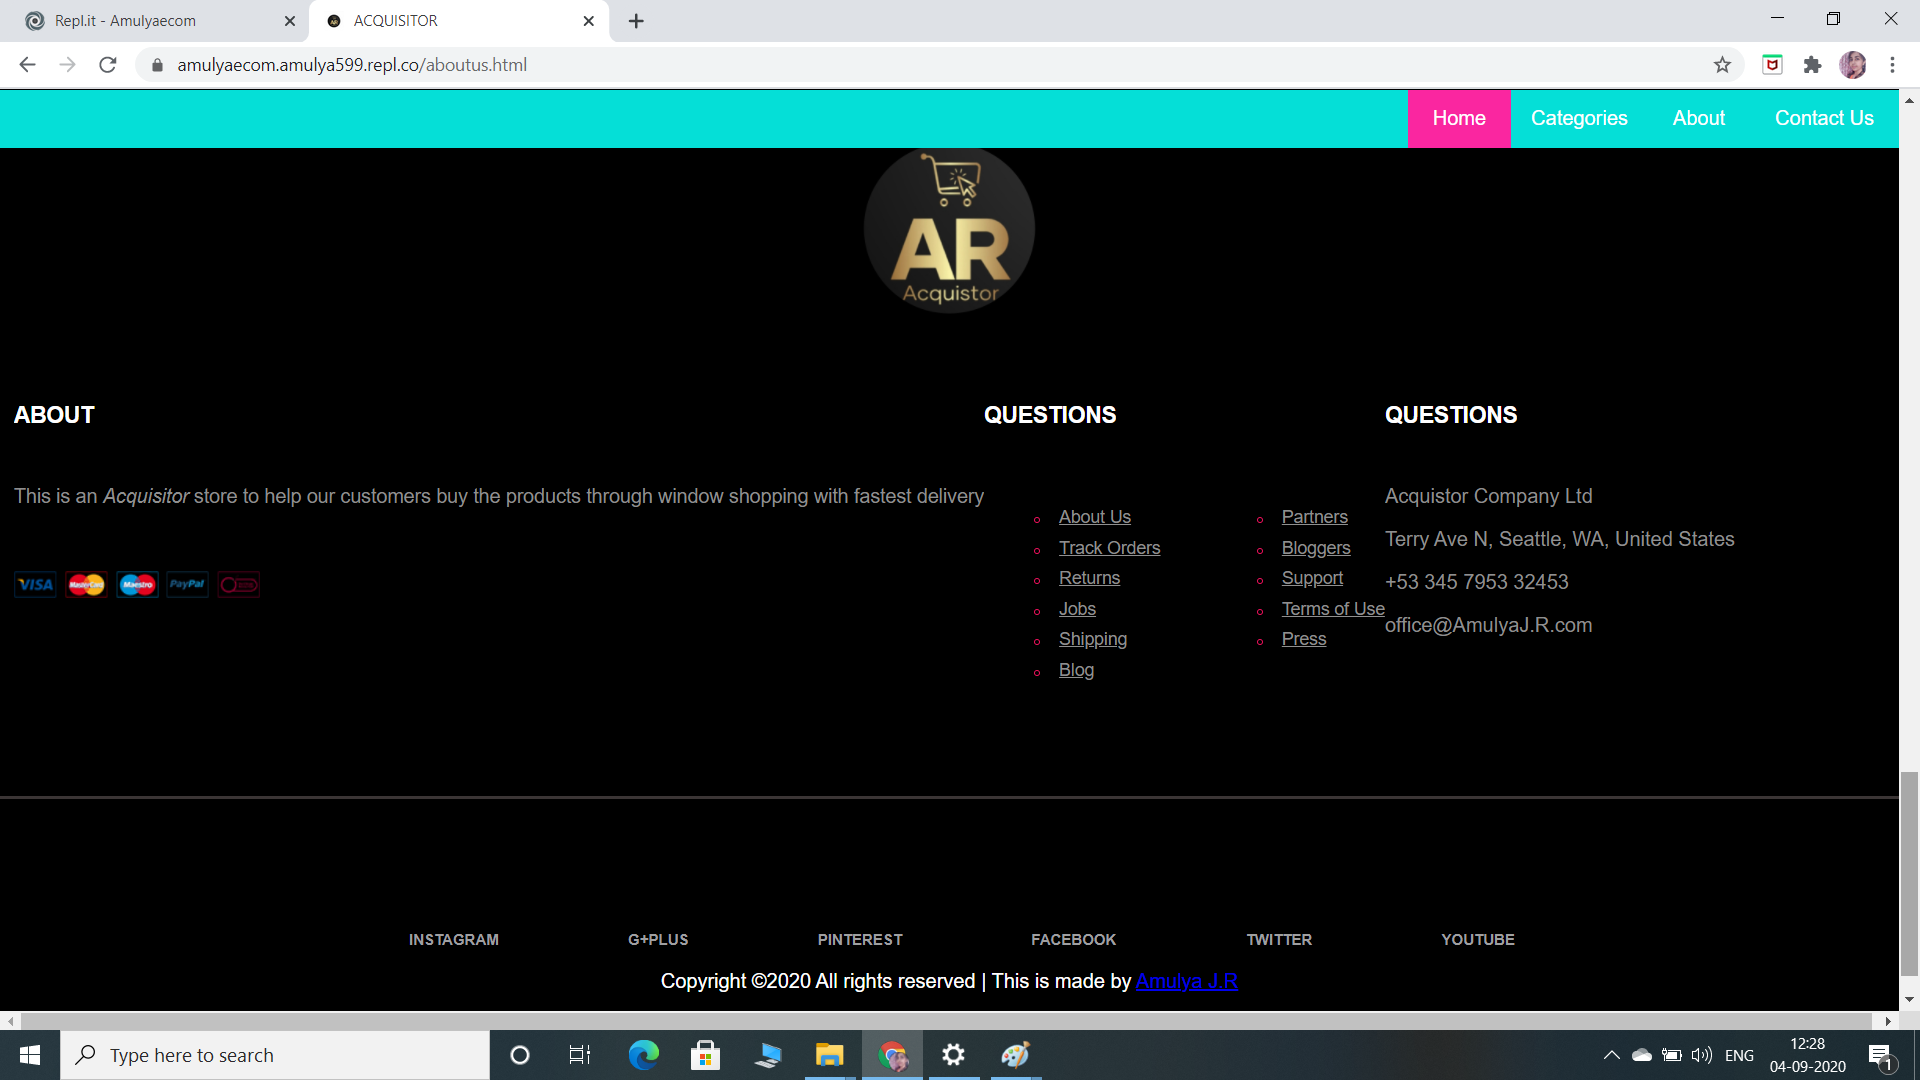 Repl.it - Amulyaecom
ACQUISITOR
amulyaecom.amulya599.repl.co/aboutus.html
Home Categories About Contact Us
AR
Acquistor
ABOUT
This is an Acquisitor store to help our customers buy the products through window shopping with fastest delivery
VISA MasterCard Maestro PayPal
QUESTIONS
About Us
Track Orders
Returns
Jobs
Shipping
Blog
Partners
Bloggers
Support
Terms of Use
Press
QUESTIONS
Acquistor Company Ltd
Terry Ave N, Seattle, WA, United States
+53 345 7953 32453
office@AmulyaJ.R.com
INSTAGRAM G+PLUS PINTEREST FACEBOOK TWITTER YOUTUBE
Copyright ©2020 All rights reserved | This is made by Amulya J.R
Type here to search
ENG
12:28
04-09-2020
1